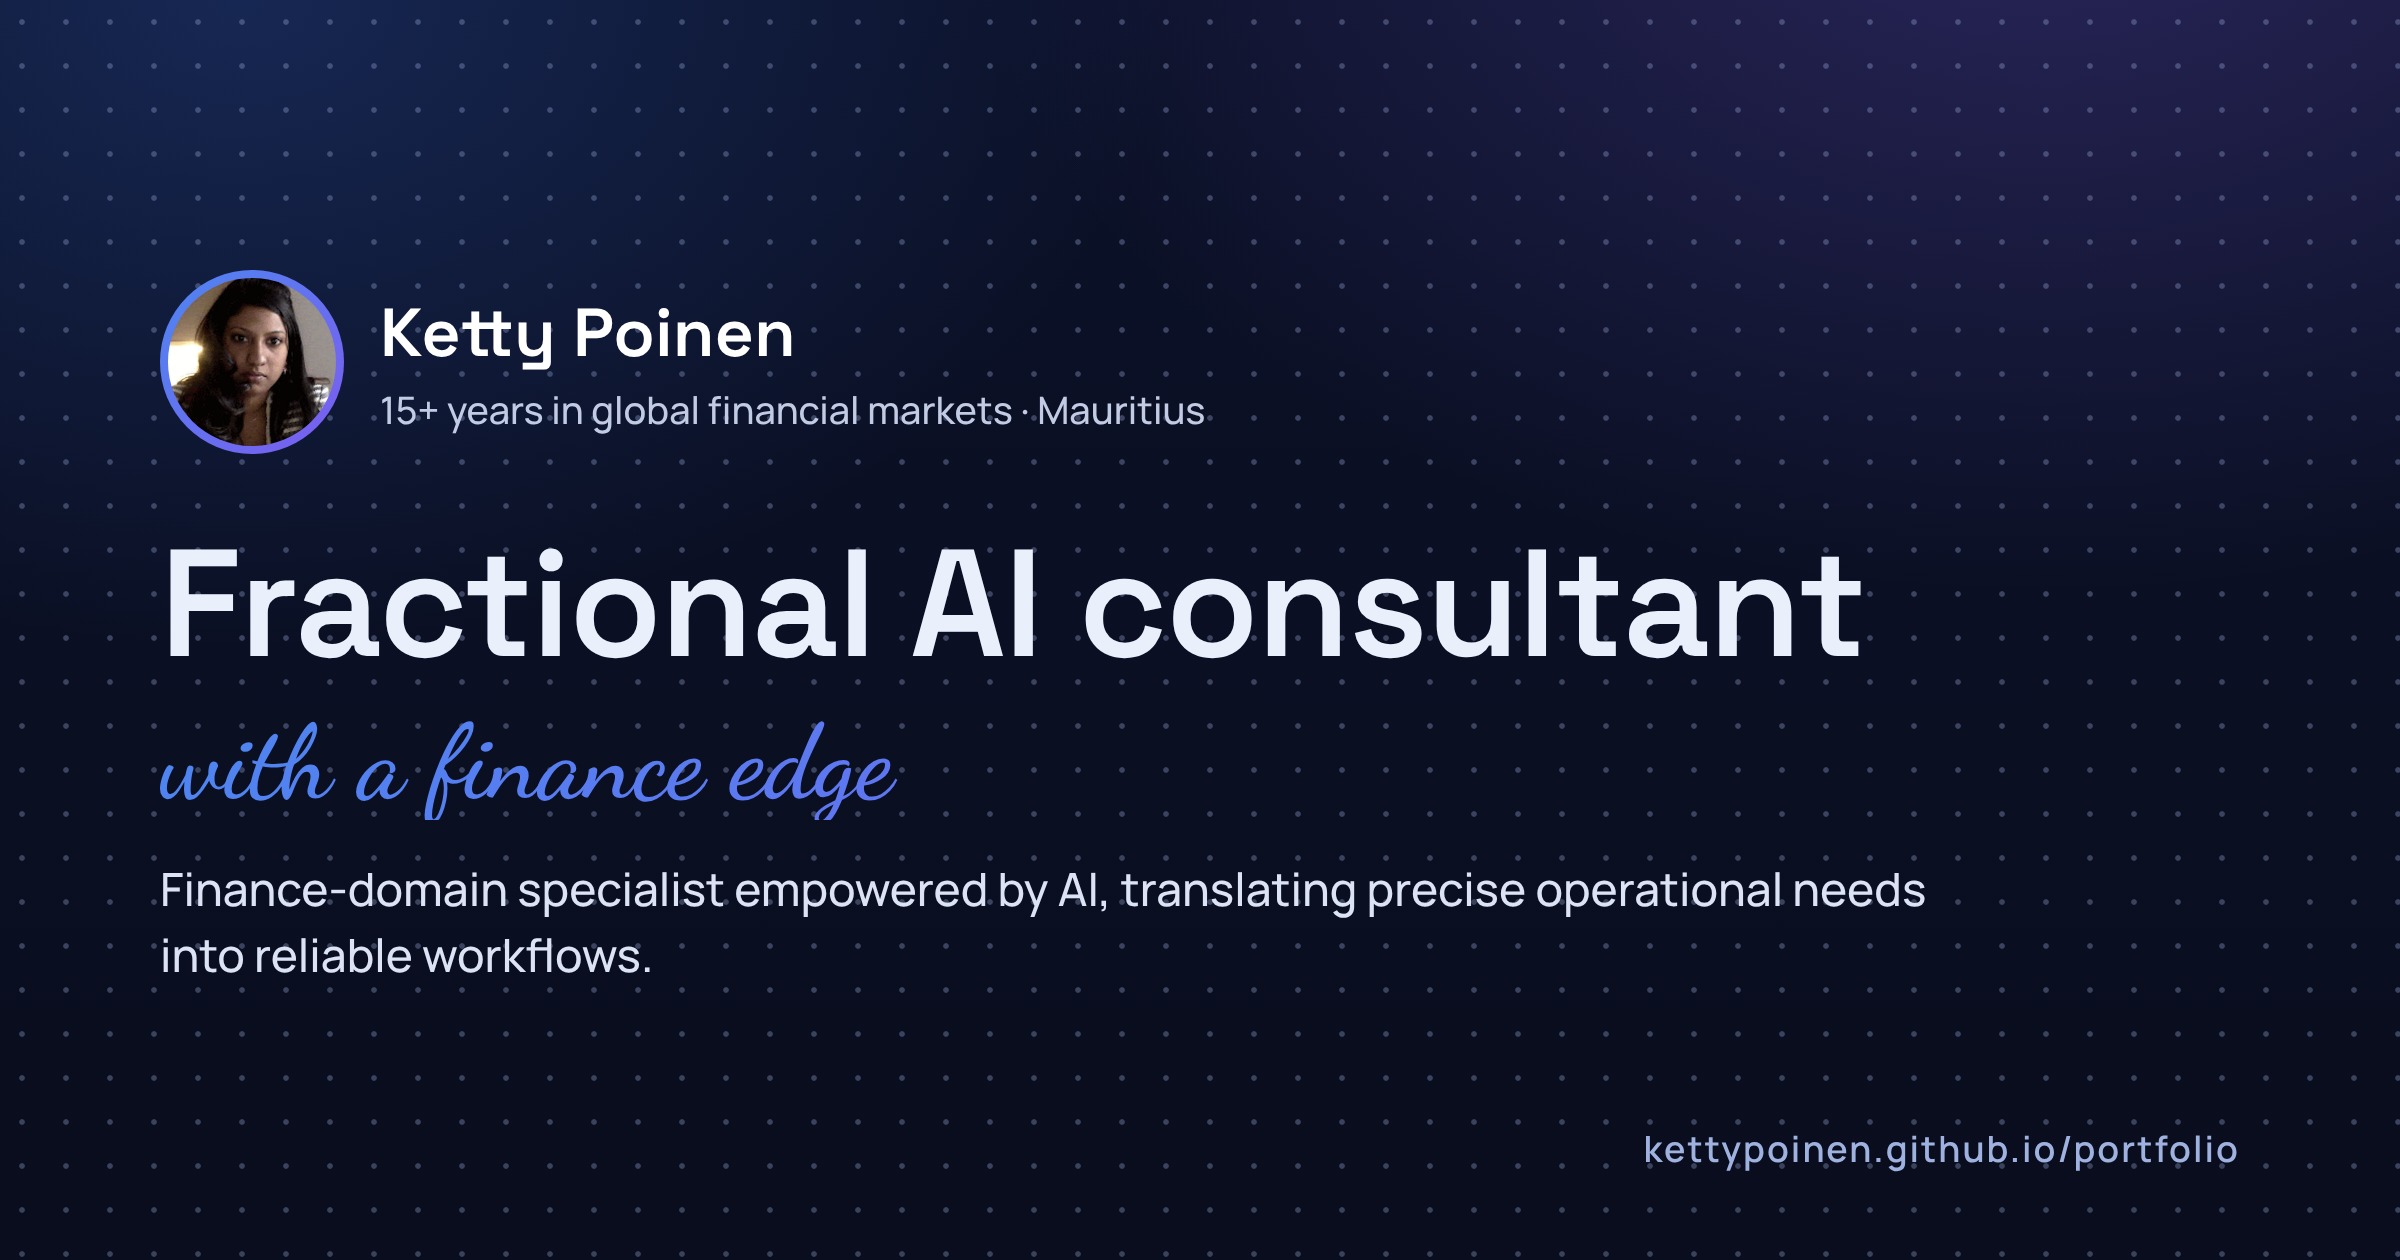 Ketty Poinen
15+ years in global financial markets · Mauritius
Fractional AI consultant
with a finance edge
Finance-domain specialist empowered by AI, translating precise operational needs
into reliable workflows.
kettypoinen.github.io/portfolio